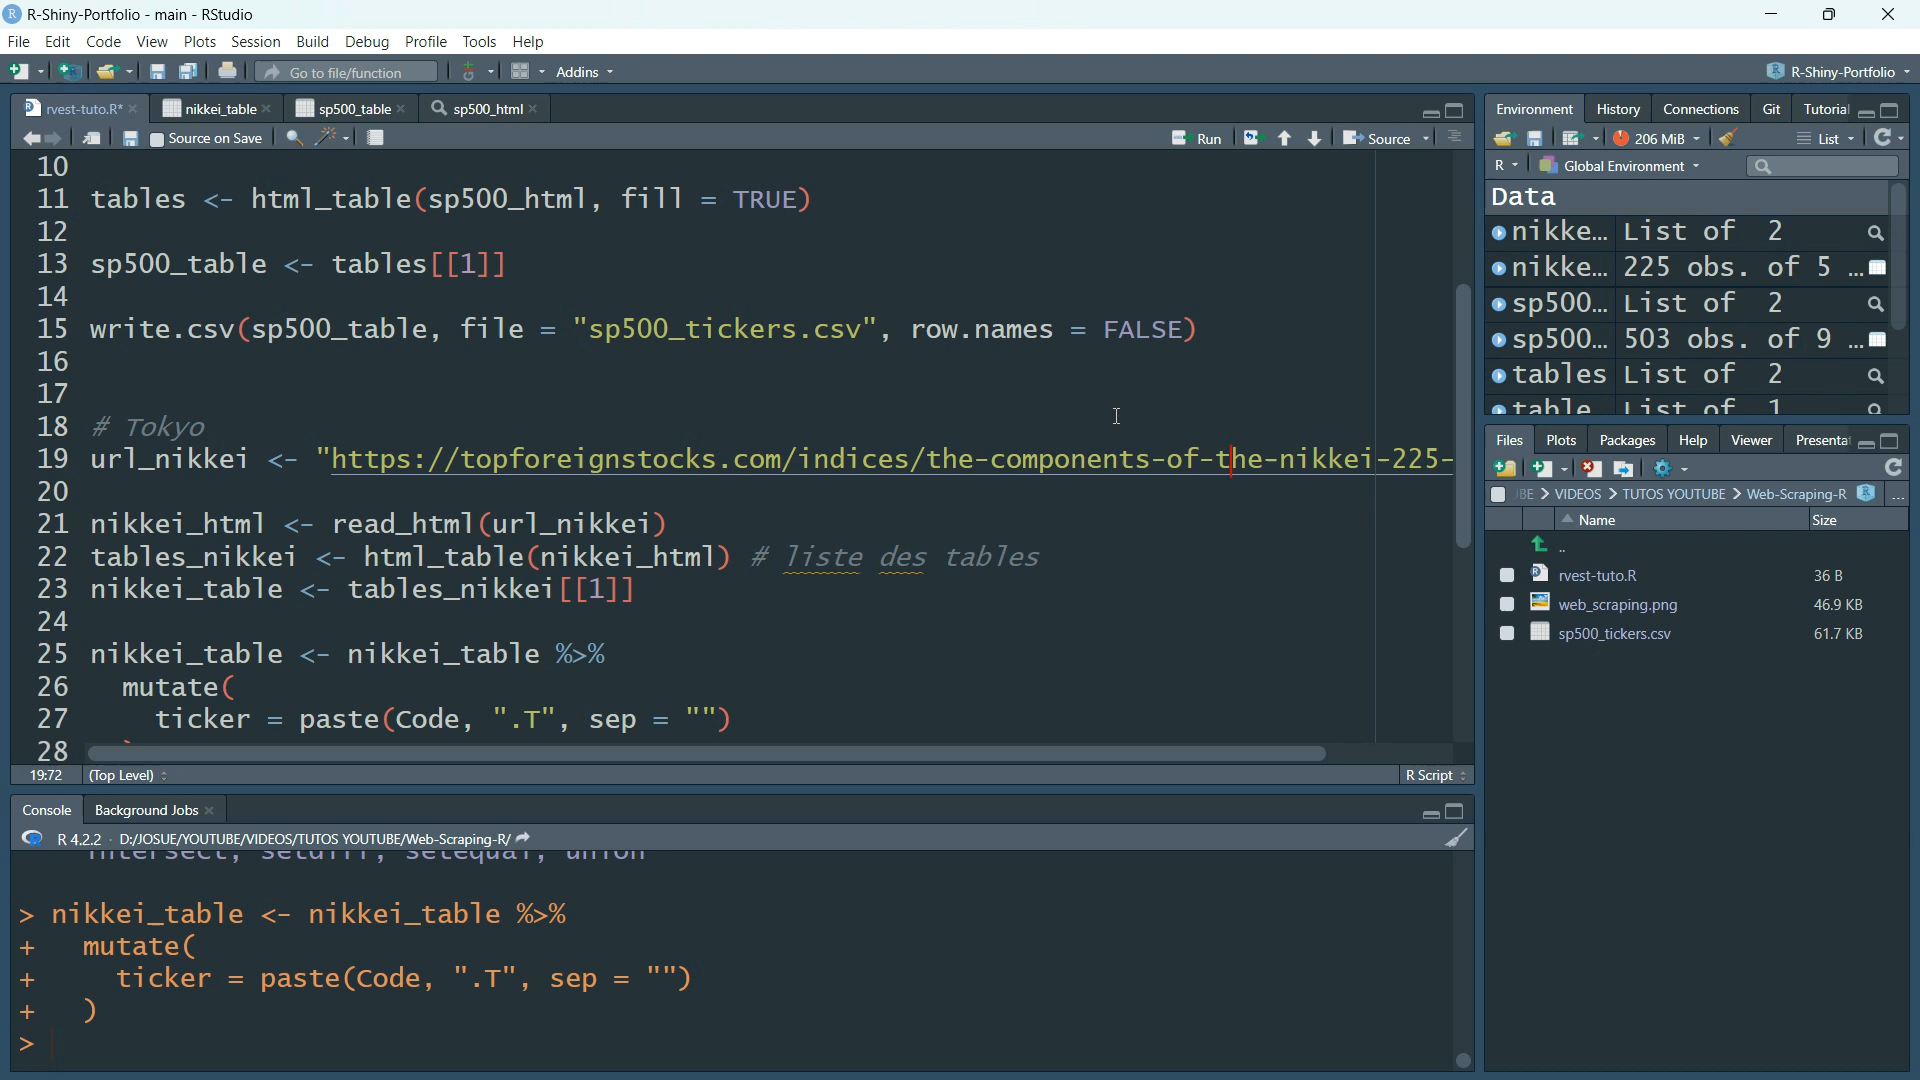 R-Shiny-Portfolio - main - RStudio
File Edit Code View Plots Session Build Debug Profile Tools Help
Go to file/function Addins R-Shiny-Portfolio
rvest-tuto.R* nikkei_table sp500_table sp500_html
Source on Save Run Source
10
11 tables <- html_table(sp500_html, fill = TRUE)
12
13 sp500_table <- tables[[1]]
14
15 write.csv(sp500_table, file = "sp500_tickers.csv", row.names = FALSE)
16
17
18 # Tokyo
19 url_nikkei <- "https://topforeignstocks.com/indices/the-components-of-the-nikkei-225-
20
21 nikkei_html <- read_html(url_nikkei)
22 tables_nikkei <- html_table(nikkei_html) # liste des tables
23 nikkei_table <- tables_nikkei[[1]]
24
25 nikkei_table <- nikkei_table %>%
26 mutate(
27 ticker = paste(Code, ".T", sep = "")
28
19:72 (Top Level) R Script
Console Background Jobs
R 4.2.2 · D:/JOSUE/YOUTUBE/VIDEOS/TUTOS YOUTUBE/Web-Scraping-R/
intersect, setdiff, setequal, union
> nikkei_table <- nikkei_table %>%
+ mutate(
+ ticker = paste(Code, ".T", sep = "")
+ )
>
Environment History Connections Git Tutorial
206 MiB List
R Global Environment
Data
nikke... List of 2
nikke... 225 obs. of 5 ...
sp500... List of 2
sp500... 503 obs. of 9 ...
tables List of 2
table List of 1
Files Plots Packages Help Viewer Presentat
BE > VIDEOS > TUTOS YOUTUBE > Web-Scraping-R ...
Name Size
..
rvest-tuto.R 36 B
web_scraping.png 46.9 KB
sp500_tickers.csv 61.7 KB